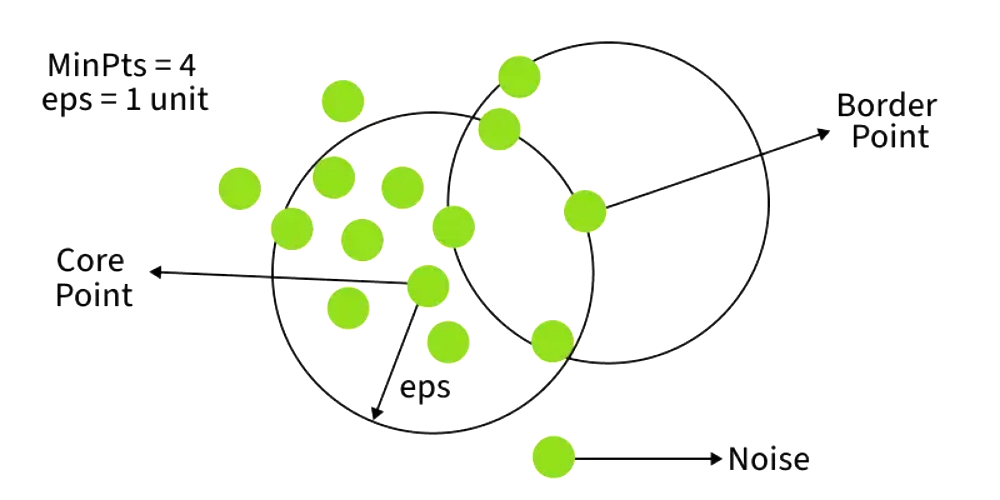 MinPts = 4
eps = 1 unit
Border
Point
Core
Point
eps
Noise